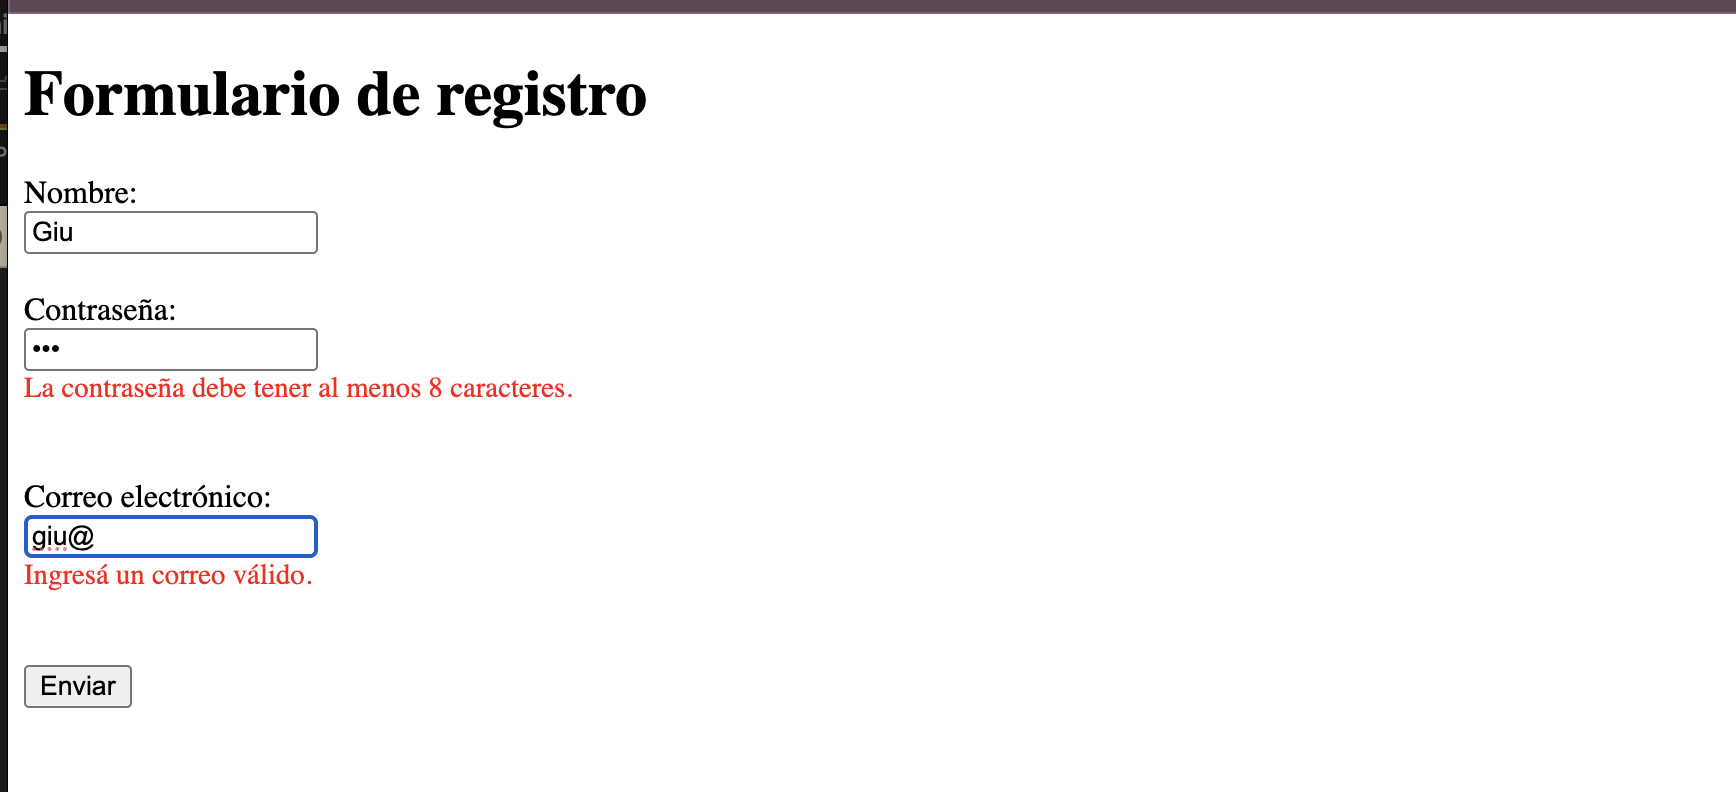 Formulario de registro
Nombre:
Giu
Contraseña:
•••
La contraseña debe tener al menos 8 caracteres.
Correo electrónico:
giu@
Ingresá un correo válido.
Enviar